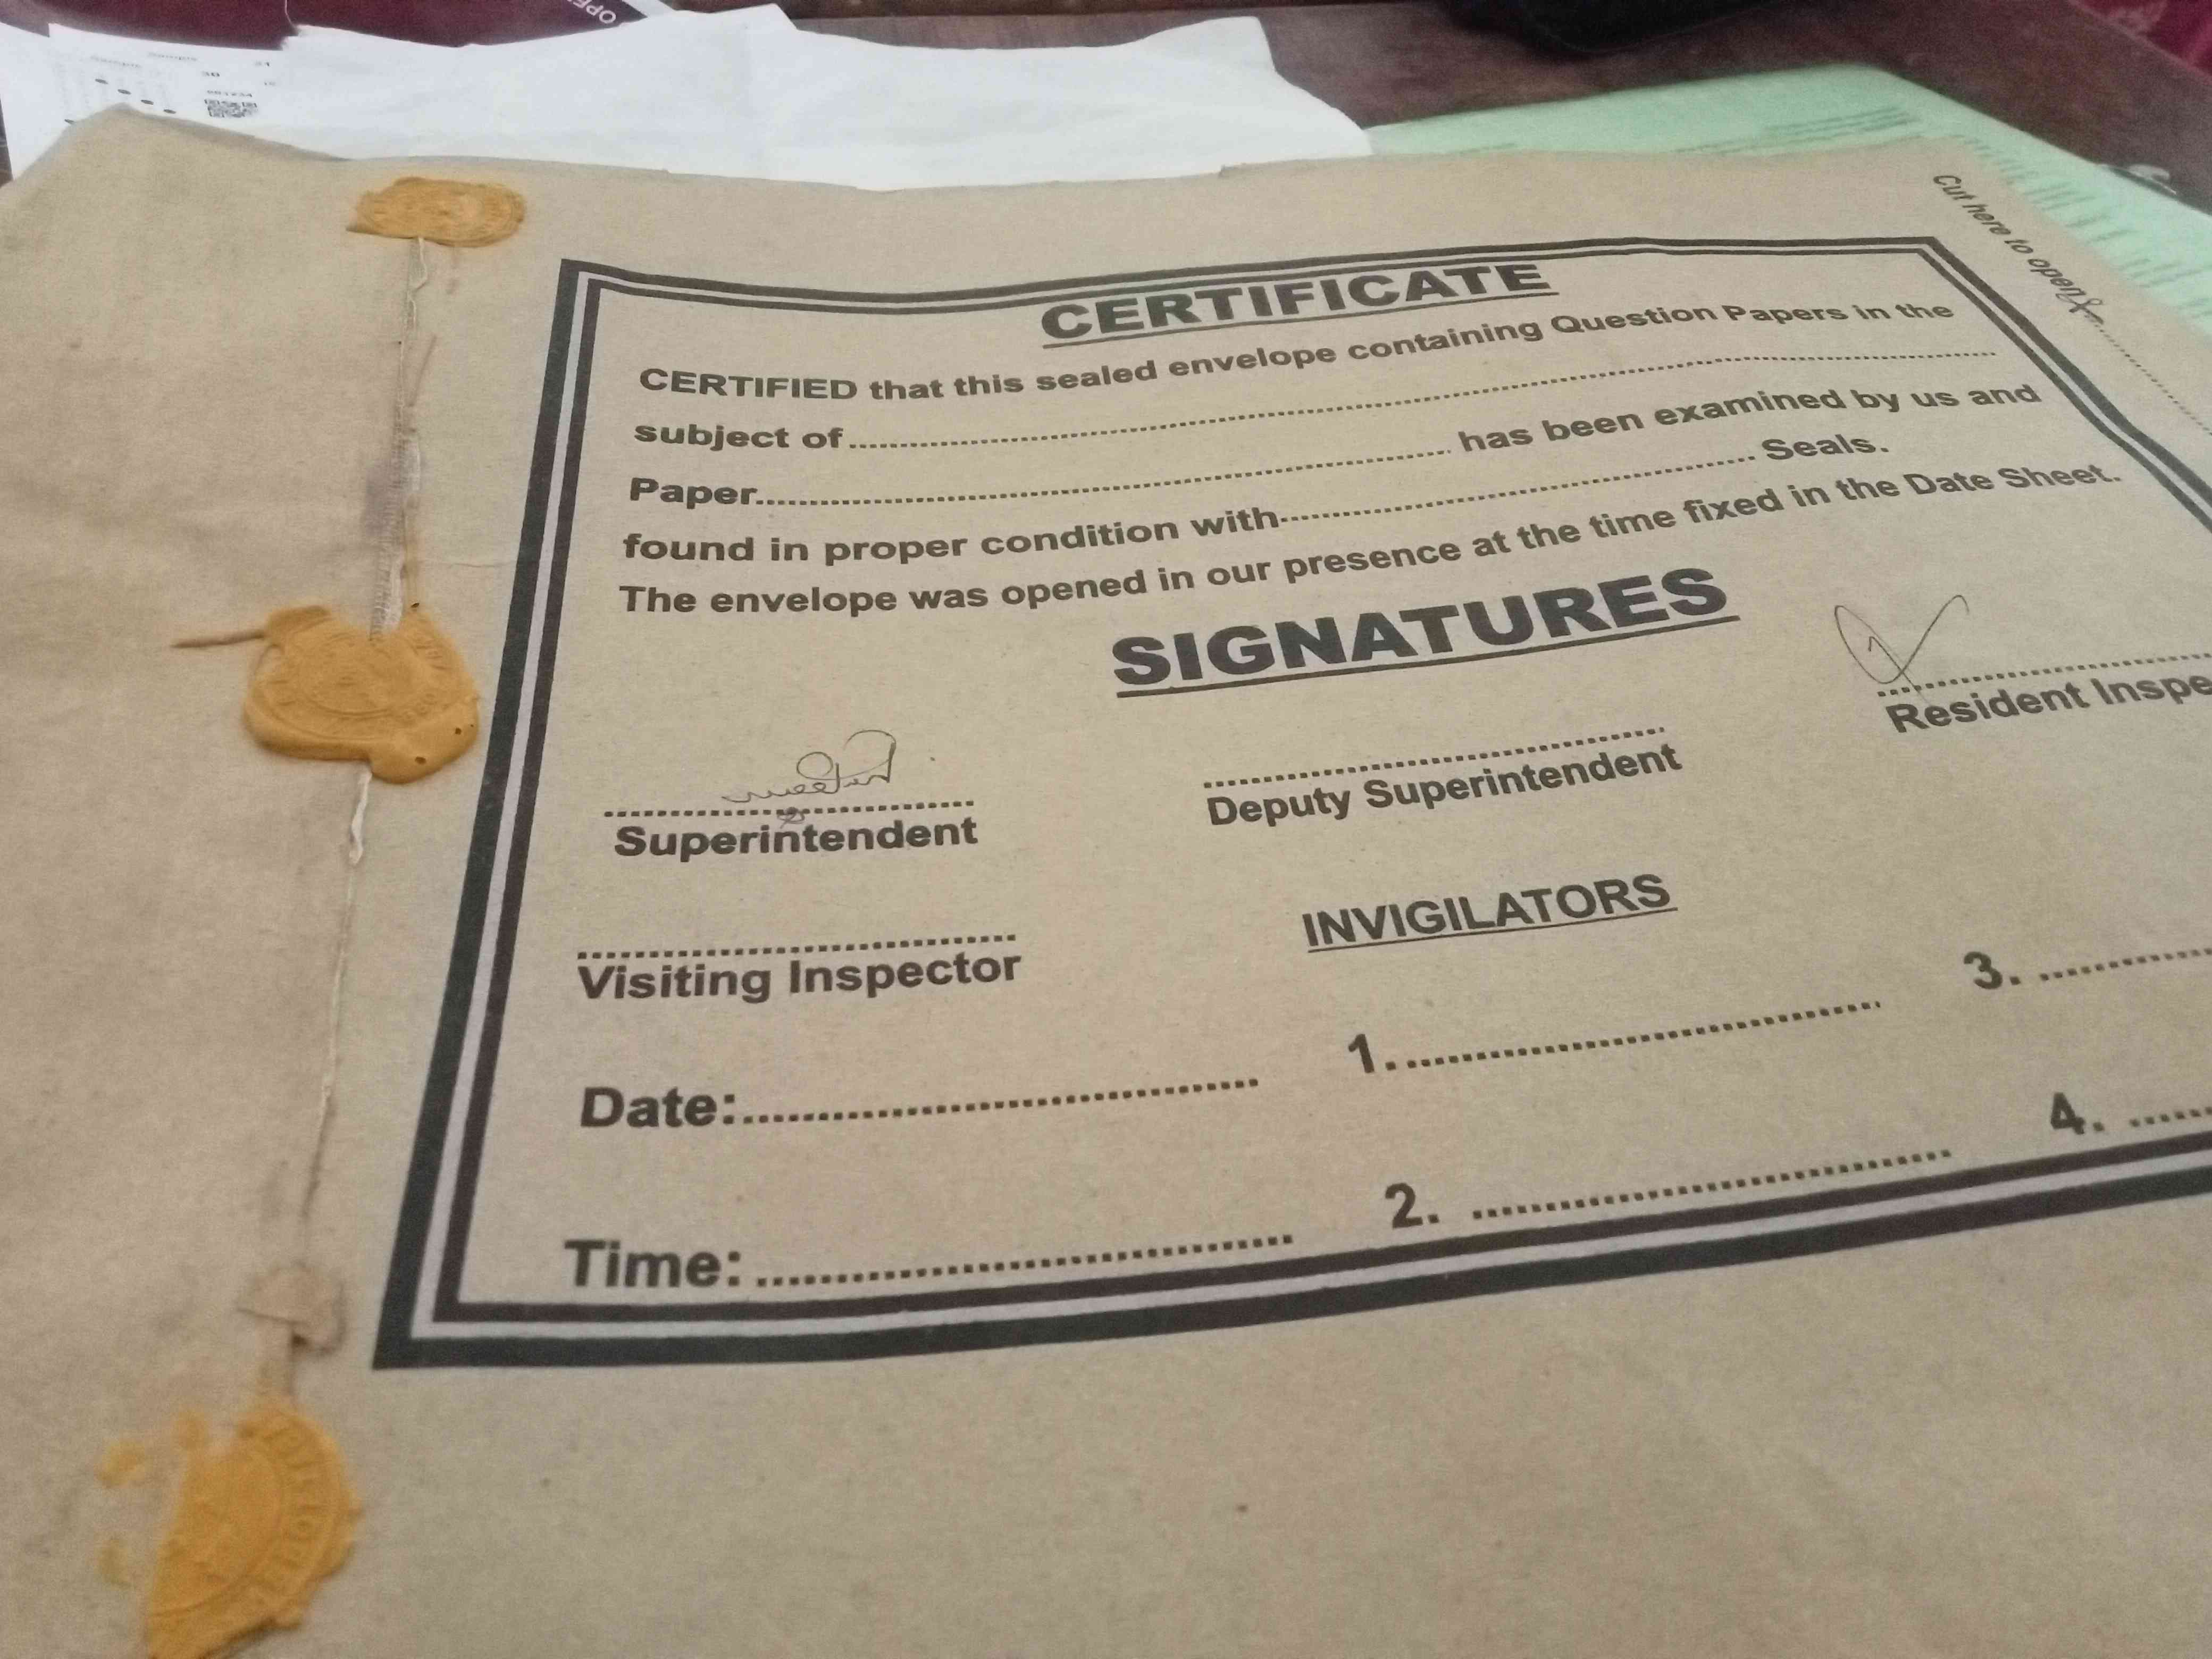 OPE
Cut here to open
CERTIFICATE
CERTIFIED that this sealed envelope containing Question Papers in the
subject of
Paper has been examined by us and
found in proper condition with Seals.
The envelope was opened in our presence at the time fixed in the Date Sheet.
SIGNATURES
Superintendent
Deputy Superintendent
Resident Inspe
Visiting Inspector
INVIGILATORS
Date:
1.
3.
Time:
2.
4.